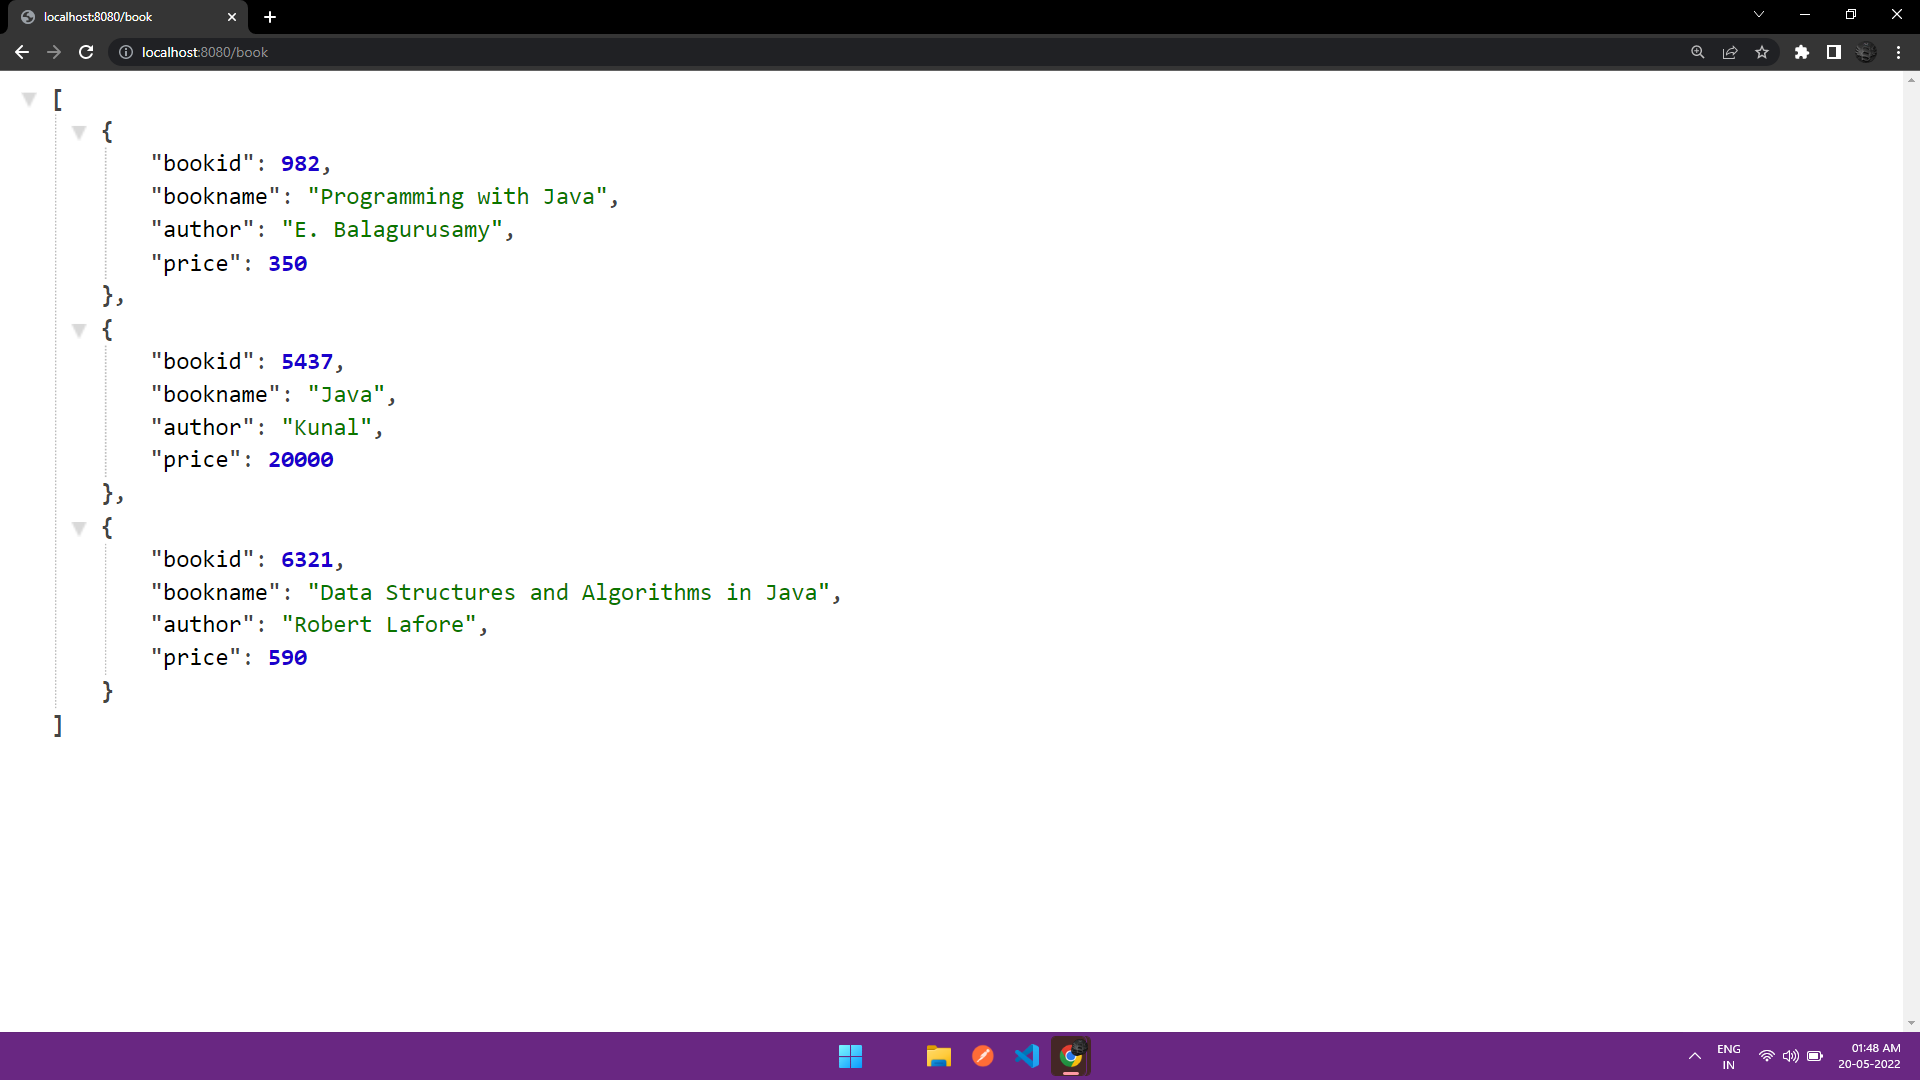 localhost:8080/book
localhost:8080/book
[
{
"bookid": 982,
"bookname": "Programming with Java",
"author": "E. Balagurusamy",
"price": 350
},
{
"bookid": 5437,
"bookname": "Java",
"author": "Kunal",
"price": 20000
},
{
"bookid": 6321,
"bookname": "Data Structures and Algorithms in Java",
"author": "Robert Lafore",
"price": 590
}
]
ENG
IN
01:48 AM
20-05-2022